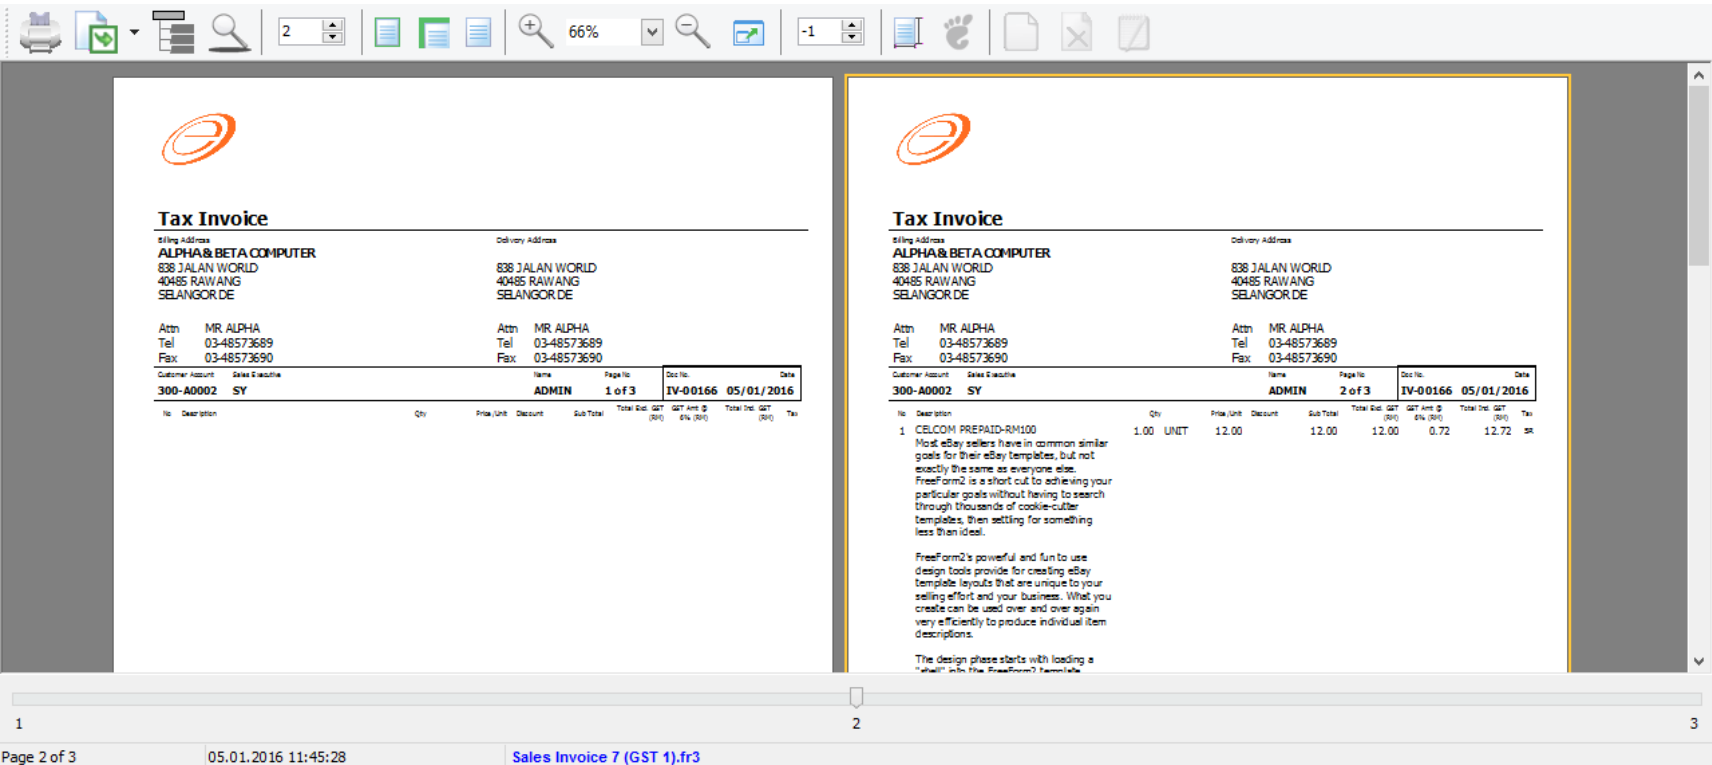 2
66%
-1
Tax Invoice
Billing Address
Delivery Address
ALPHA & BETA COMPUTER
838 JALAN WORLD
838 JALAN WORLD
40485 RAWANG
40485 RAWANG
SELANGOR DE
SELANGOR DE
Attn MR ALPHA
Attn MR ALPHA
Tel 03-48573689
Tel 03-48573689
Fax 03-48573690
Fax 03-48573690
Customer Account Sales Executive Name Page No Doc No. Date
300-A0002 SY ADMIN 1 of 3 IV-00166 05/01/2016
No Description Qty Price /Unit Discount Sub Total Total Excl. GST (RM) GST Amt @ 6% (RM) Total Incl. GST (RM) Tax
Tax Invoice
Billing Address
Delivery Address
ALPHA & BETA COMPUTER
838 JALAN WORLD
838 JALAN WORLD
40485 RAWANG
40485 RAWANG
SELANGOR DE
SELANGOR DE
Attn MR ALPHA
Attn MR ALPHA
Tel 03-48573689
Tel 03-48573689
Fax 03-48573690
Fax 03-48573690
Customer Account Sales Executive Name Page No Doc No. Date
300-A0002 SY ADMIN 2 of 3 IV-00166 05/01/2016
No Description Qty Price /Unit Discount Sub Total Total Excl. GST (RM) GST Amt @ 6% (RM) Total Incl. GST (RM) Tax
1 CELCOM PREPAID-RM100 1.00 UNIT 12.00 12.00 12.00 0.72 12.72 SR
Most eBay sellers have in common similar
goals for their eBay templates, but not
exactly the same as everyone else.
FreeForm2 is a short cut to achieving your
particular goals without having to search
through thousands of cookie-cutter
templates, then settling for something
less than ideal.
FreeForm2's powerful and fun to use
design tools provide for creating eBay
template layouts that are unique to your
selling effort and your business. What you
create can be used over and over again
very efficiently to produce individual item
descriptions.
The design phase starts with loading a
"shell" into the FreeForm2 template
1
2
3
Page 2 of 3
05.01.2016 11:45:28
Sales Invoice 7 (GST 1).fr3